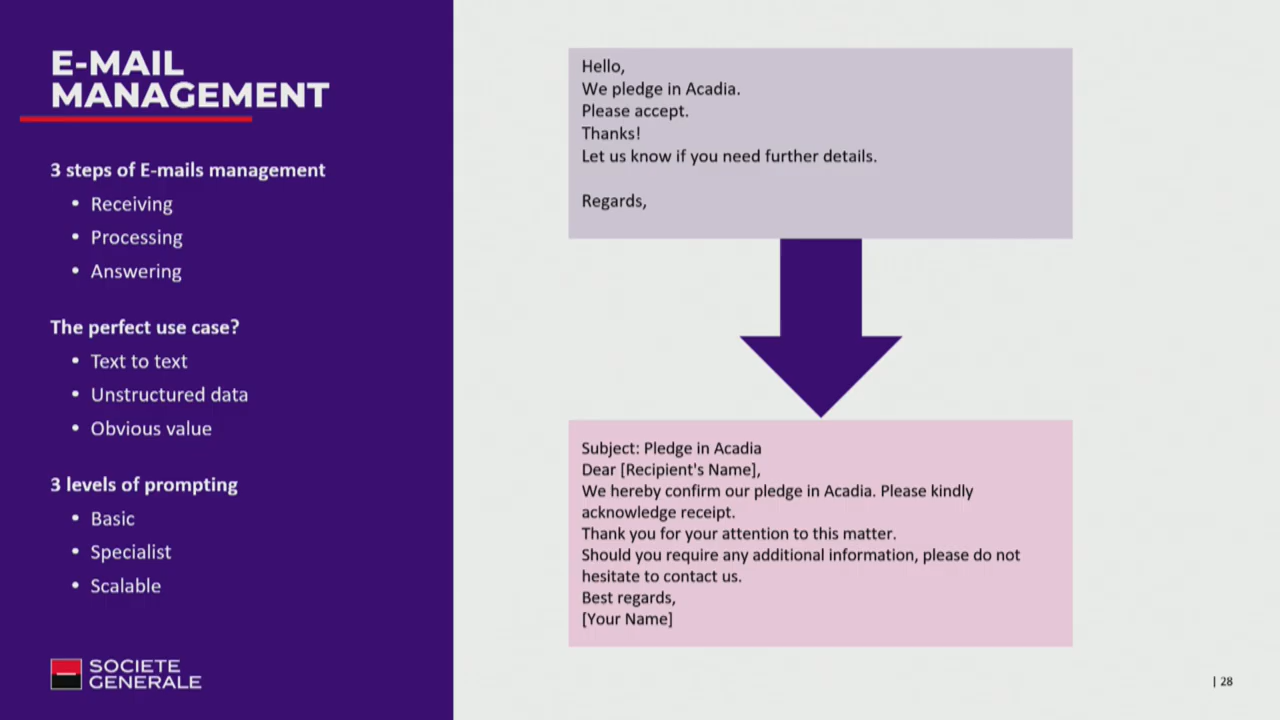 E-MAIL
MANAGEMENT
3 steps of E-mails management
• Receiving
• Processing
• Answering
The perfect use case?
• Text to text
• Unstructured data
• Obvious value
3 levels of prompting
• Basic
• Specialist
• Scalable
SOCIETE
GENERALE
Hello,
We pledge in Acadia.
Please accept.
Thanks!
Let us know if you need further details.
Regards,
Subject: Pledge in Acadia
Dear [Recipient's Name],
We hereby confirm our pledge in Acadia. Please kindly
acknowledge receipt.
Thank you for your attention to this matter.
Should you require any additional information, please do not
hesitate to contact us.
Best regards,
[Your Name]
| 28